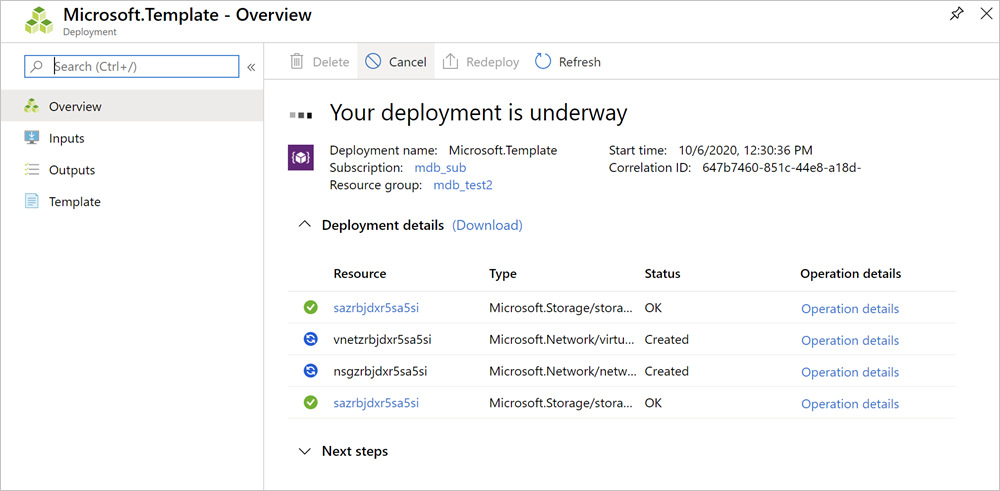 Microsoft.Template - Overview
Deployment
Search (Ctrl+/)
«
Overview
Inputs
Outputs
Template
Delete Cancel Redeploy Refresh
Your deployment is underway
Deployment name: Microsoft.Template Start time: 10/6/2020, 12:30:36 PM
Subscription: mdb_sub Correlation ID: 647b7460-851c-44e8-a18d-
Resource group: mdb_test2
Deployment details (Download)
Resource Type Status Operation details
sazrbjdxr5sa5si Microsoft.Storage/stora... OK Operation details
vnetzrbjdxr5sa5si Microsoft.Network/virtu... Created Operation details
nsgzrbjdxr5sa5si Microsoft.Network/netw... Created Operation details
sazrbjdxr5sa5si Microsoft.Storage/stora... OK Operation details
Next steps